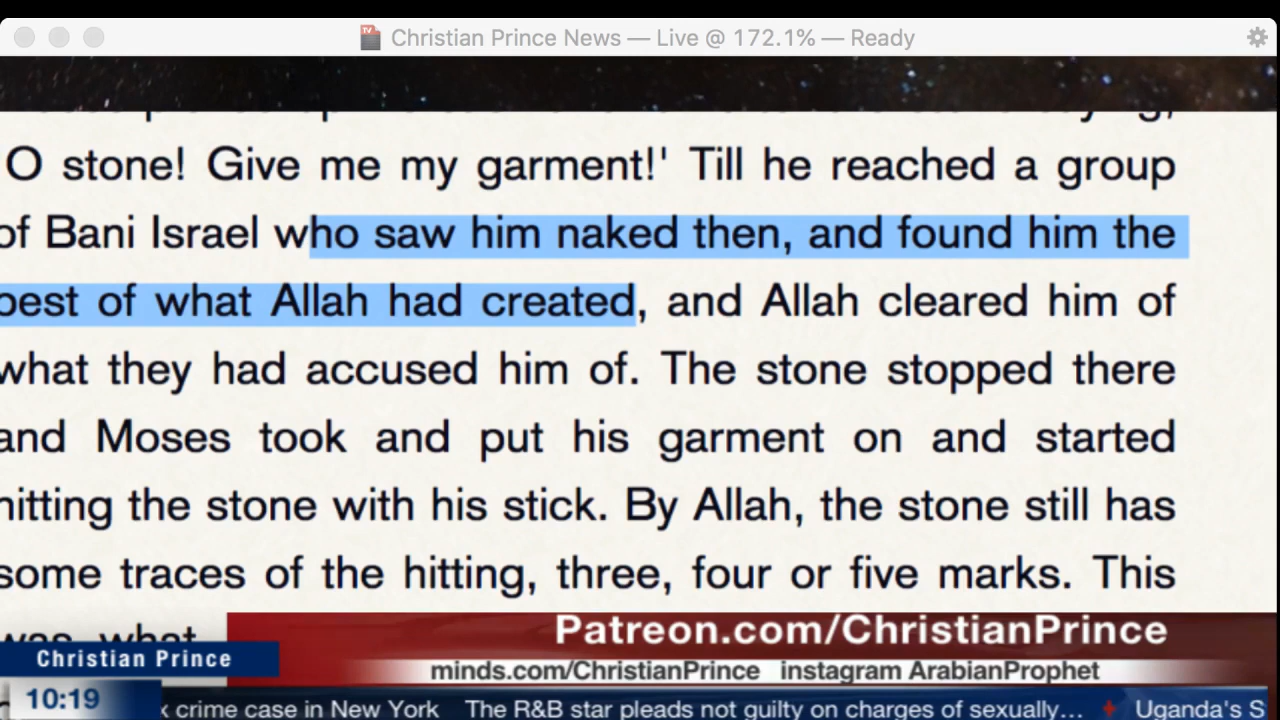 Christian Prince News — Live @ 172.1% — Ready
O stone! Give me my garment!' Till he reached a group
of Bani Israel who saw him naked then, and found him the
best of what Allah had created, and Allah cleared him of
what they had accused him of. The stone stopped there
and Moses took and put his garment on and started
hitting the stone with his stick. By Allah, the stone still has
some traces of the hitting, three, four or five marks. This
was what
Patreon.com/ChristianPrince
minds.com/ChristianPrince instagram ArabianProphet
Christian Prince
10:19
x crime case in New York The R&B star pleads not guilty on charges of sexually... Uganda's S